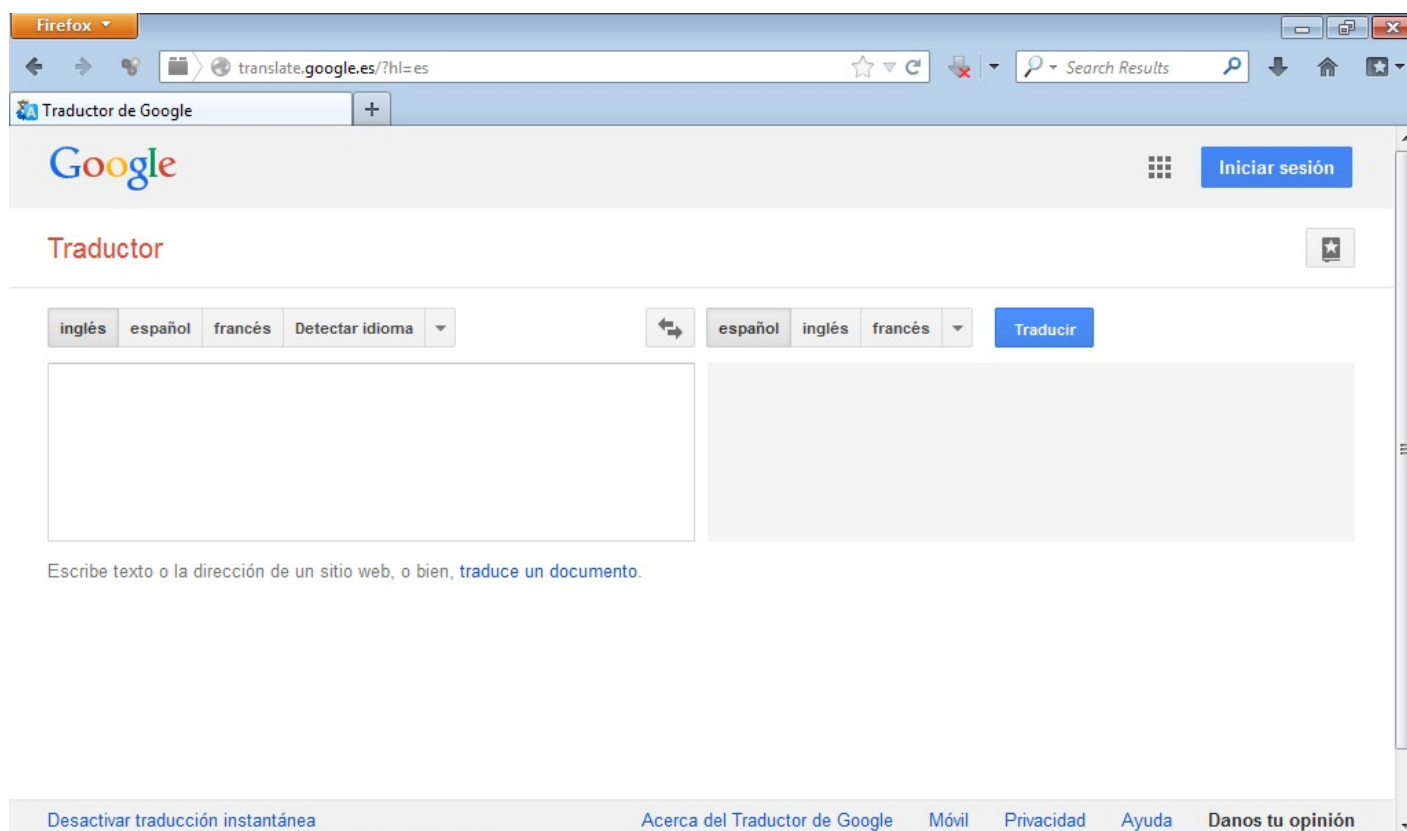 Firefox
translate.google.es/?hl=es Search Results
Traductor de Google
Google Iniciar sesión
Traductor
inglés español francés Detectar idioma español inglés francés Traducir
Escribe texto o la dirección de un sitio web, o bien, traduce un documento.
Desactivar traducción instantánea Acerca del Traductor de Google Móvil Privacidad Ayuda Danos tu opinión